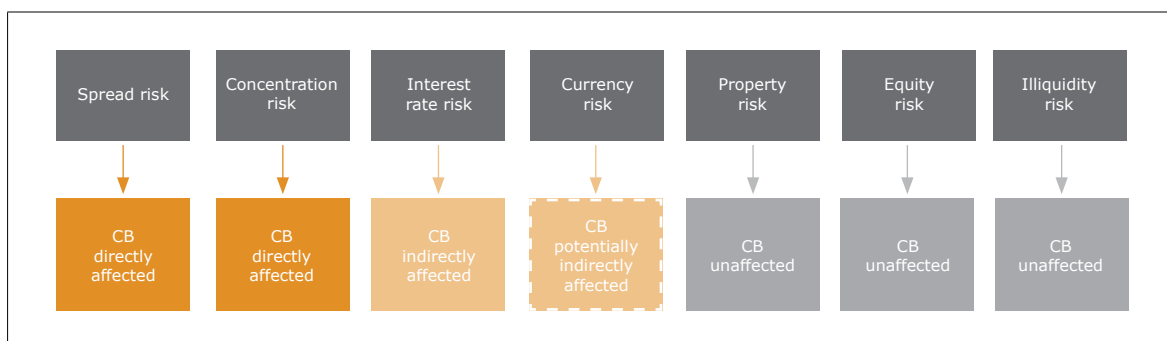 Spread risk
Concentration
risk
Interest
rate risk
Currency
risk
Property
risk
Equity
risk
Illiquidity
risk
CB
directly
affected
CB
directly
affected
CB
indirectly
affected
CB
potentially
indirectly
affected
CB
unaffected
CB
unaffected
CB
unaffected